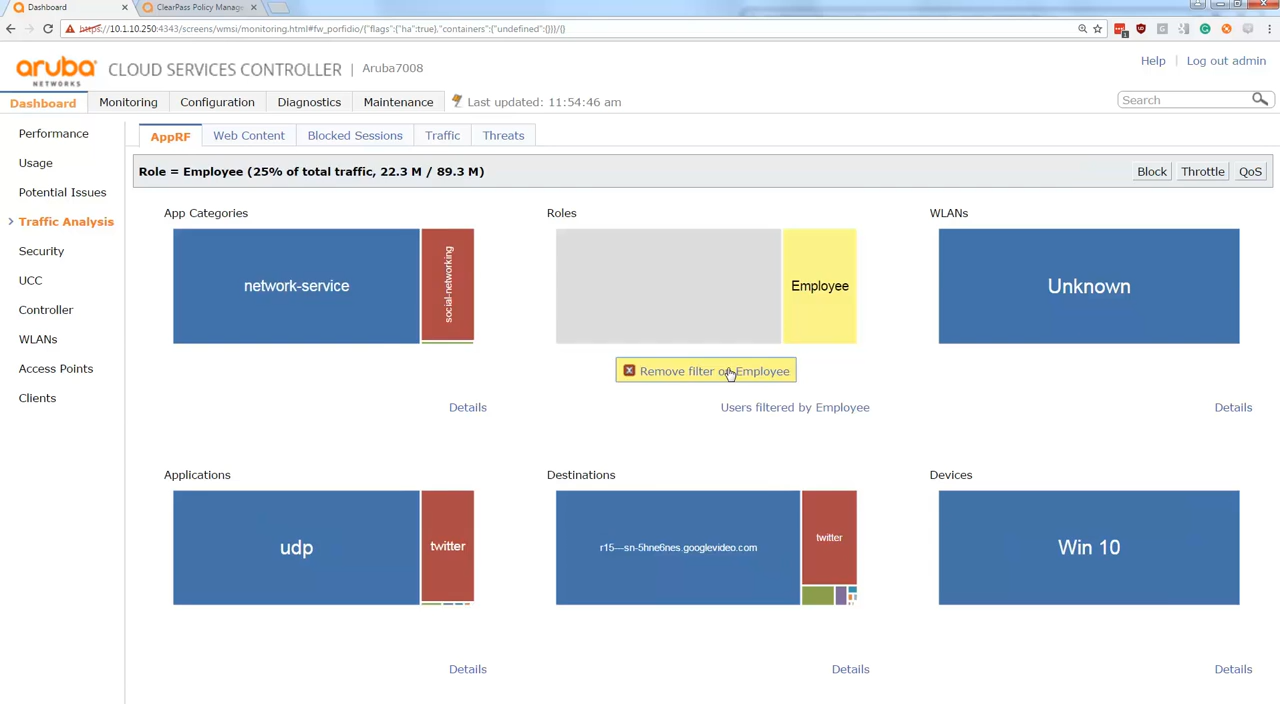 Dashboard
ClearPass Policy Manag
https://10.1.10.250:4343/screens/wmsi/monitoring.html#fw_porfidio/{"flags":{"ha":true},"containers":{"undefined":{}}}/{}
aruba NETWORKS CLOUD SERVICES CONTROLLER | Aruba7008
Help | Log out admin
Dashboard Monitoring Configuration Diagnostics Maintenance Last updated: 11:54:46 am Search
Performance
Usage
Potential Issues
Traffic Analysis
Security
UCC
Controller
WLANs
Access Points
Clients
AppRF Web Content Blocked Sessions Traffic Threats
Role = Employee (25% of total traffic, 22.3 M / 89.3 M) Block Throttle QoS
App Categories
network-service
social-networking
Details
Roles
Employee
Remove filter on Employee
Users filtered by Employee
WLANs
Unknown
Details
Applications
udp
twitter
Details
Destinations
r15---sn-5hne6nes.googlevideo.com
twitter
Details
Devices
Win 10
Details